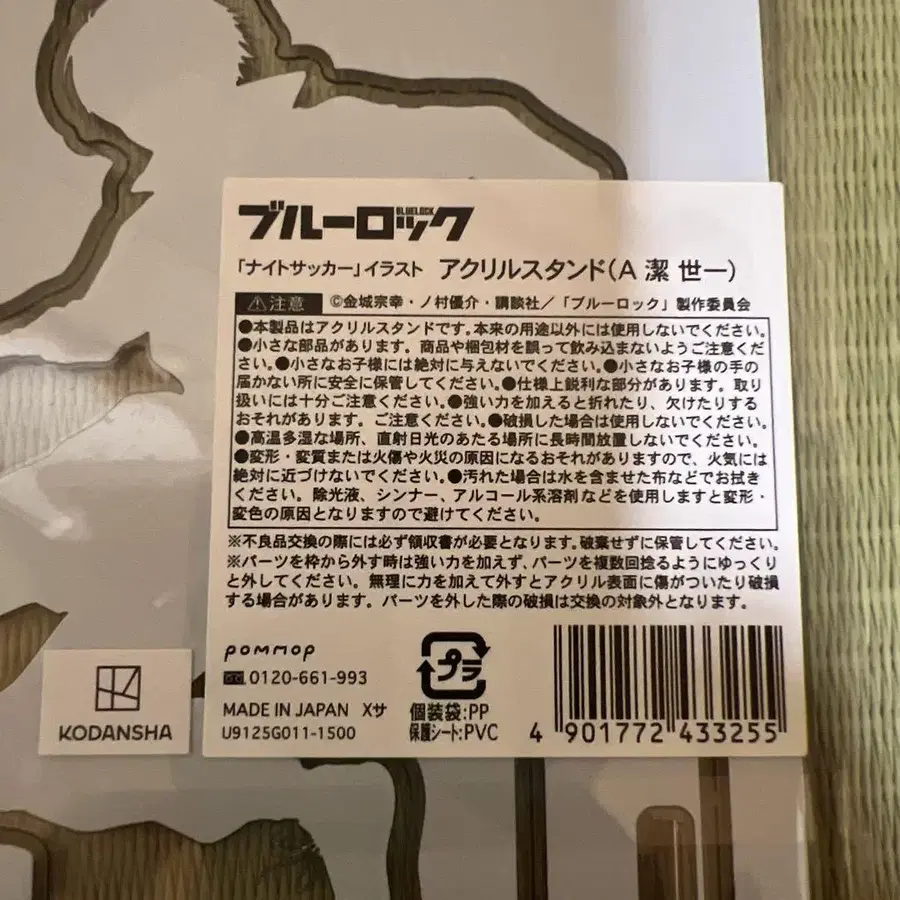 ブルーロック
BLUELOCK
「ナイトサッカー」イラスト アクリルスタンド(A 潔 世一)
⚠注意 ©金城宗幸・ノ村優介・講談社/「ブルーロック」製作委員会
●本製品はアクリルスタンドです。本来の用途以外には使用しないでください。
●小さな部品があります。商品や梱包材を誤って飲み込まないようご注意くだ
さい。●小さなお子様には絶対に与えないでください。●小さなお子様の手の
届かない所に安全に保管してください。●仕様上鋭利な部分があります。取り
扱いには十分ご注意ください。●強い力を加えると折れたり、欠けたりする
おそれがあります。ご注意ください。●破損した場合は使用しないでください。
●高温多湿な場所、直射日光のあたる場所に長時間放置しないでください。
●変形・変質または火傷や火災の原因になるおそれがありますので、火気には
絶対に近づけないでください。●汚れた場合は水を含ませた布などでお拭き
ください。除光液、シンナー、アルコール系溶剤などを使用しますと変形・
変色の原因となりますので避けてください。
※不良品交換の際には必ず領収書が必要となります。破棄せずに保管してください。
※パーツを枠から外す時は強い力を加えず、パーツを複数回捻るようにゆっくり
と外してください。無理に力を加えて外すとアクリル表面に傷がついたり破損
する場合があります。パーツを外した際の破損は交換の対象外となります。
pommop
0120-661-993
MADE IN JAPAN Xサ
U9125G011-1500
プラ
個装袋:PP
保護シート:PVC
4 901772 433255
KODANSHA